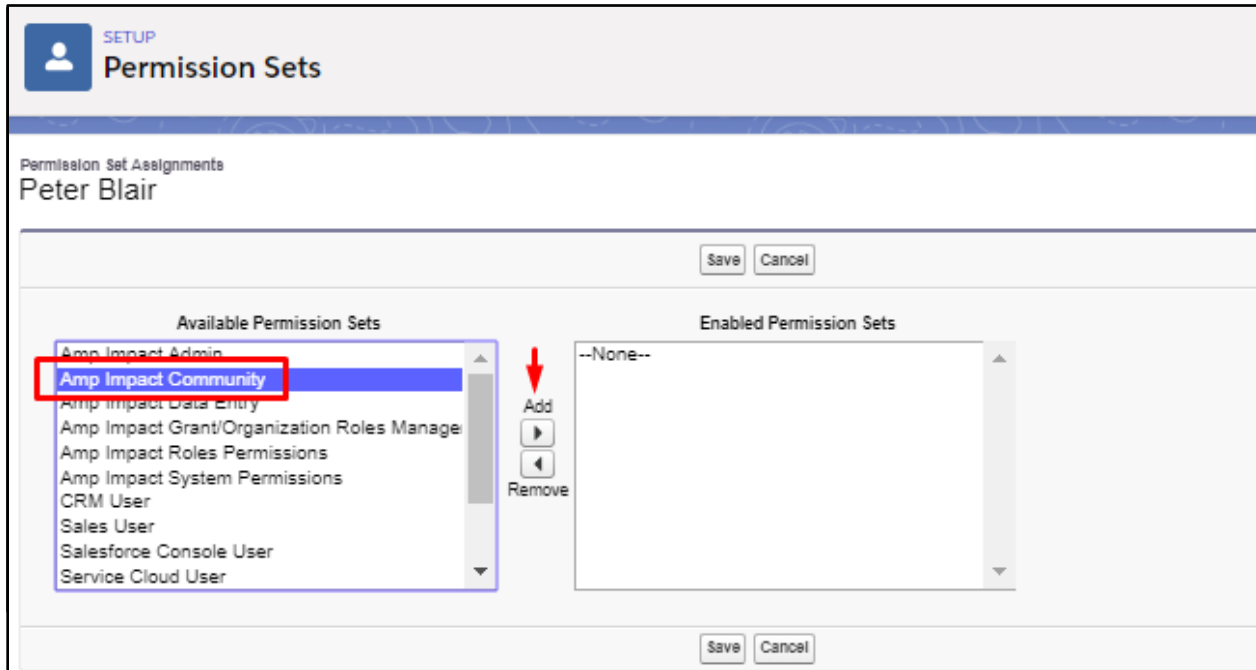 SETUP
Permission Sets
Permission Set Assignments
Peter Blair
Save Cancel
Available Permission Sets
Enabled Permission Sets
Amp Impact Admin
Amp Impact Community
Amp Impact Data Entry
Amp Impact Grant/Organization Roles Manage
Amp Impact Roles Permissions
Amp Impact System Permissions
CRM User
Sales User
Salesforce Console User
Service Cloud User
Add
Remove
--None--
Save Cancel